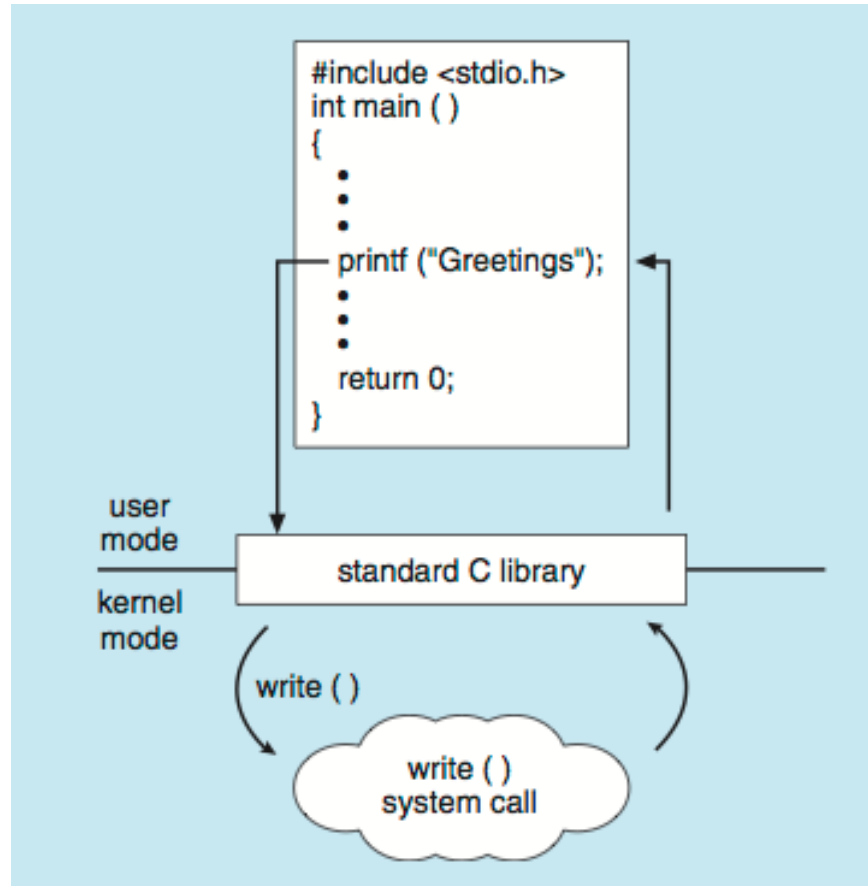 #include <stdio.h>
int main ( )
{
•
•
•
printf ("Greetings");
•
•
•
return 0;
}
user
mode
standard C library
kernel
mode
write ( )
write ( )
system call